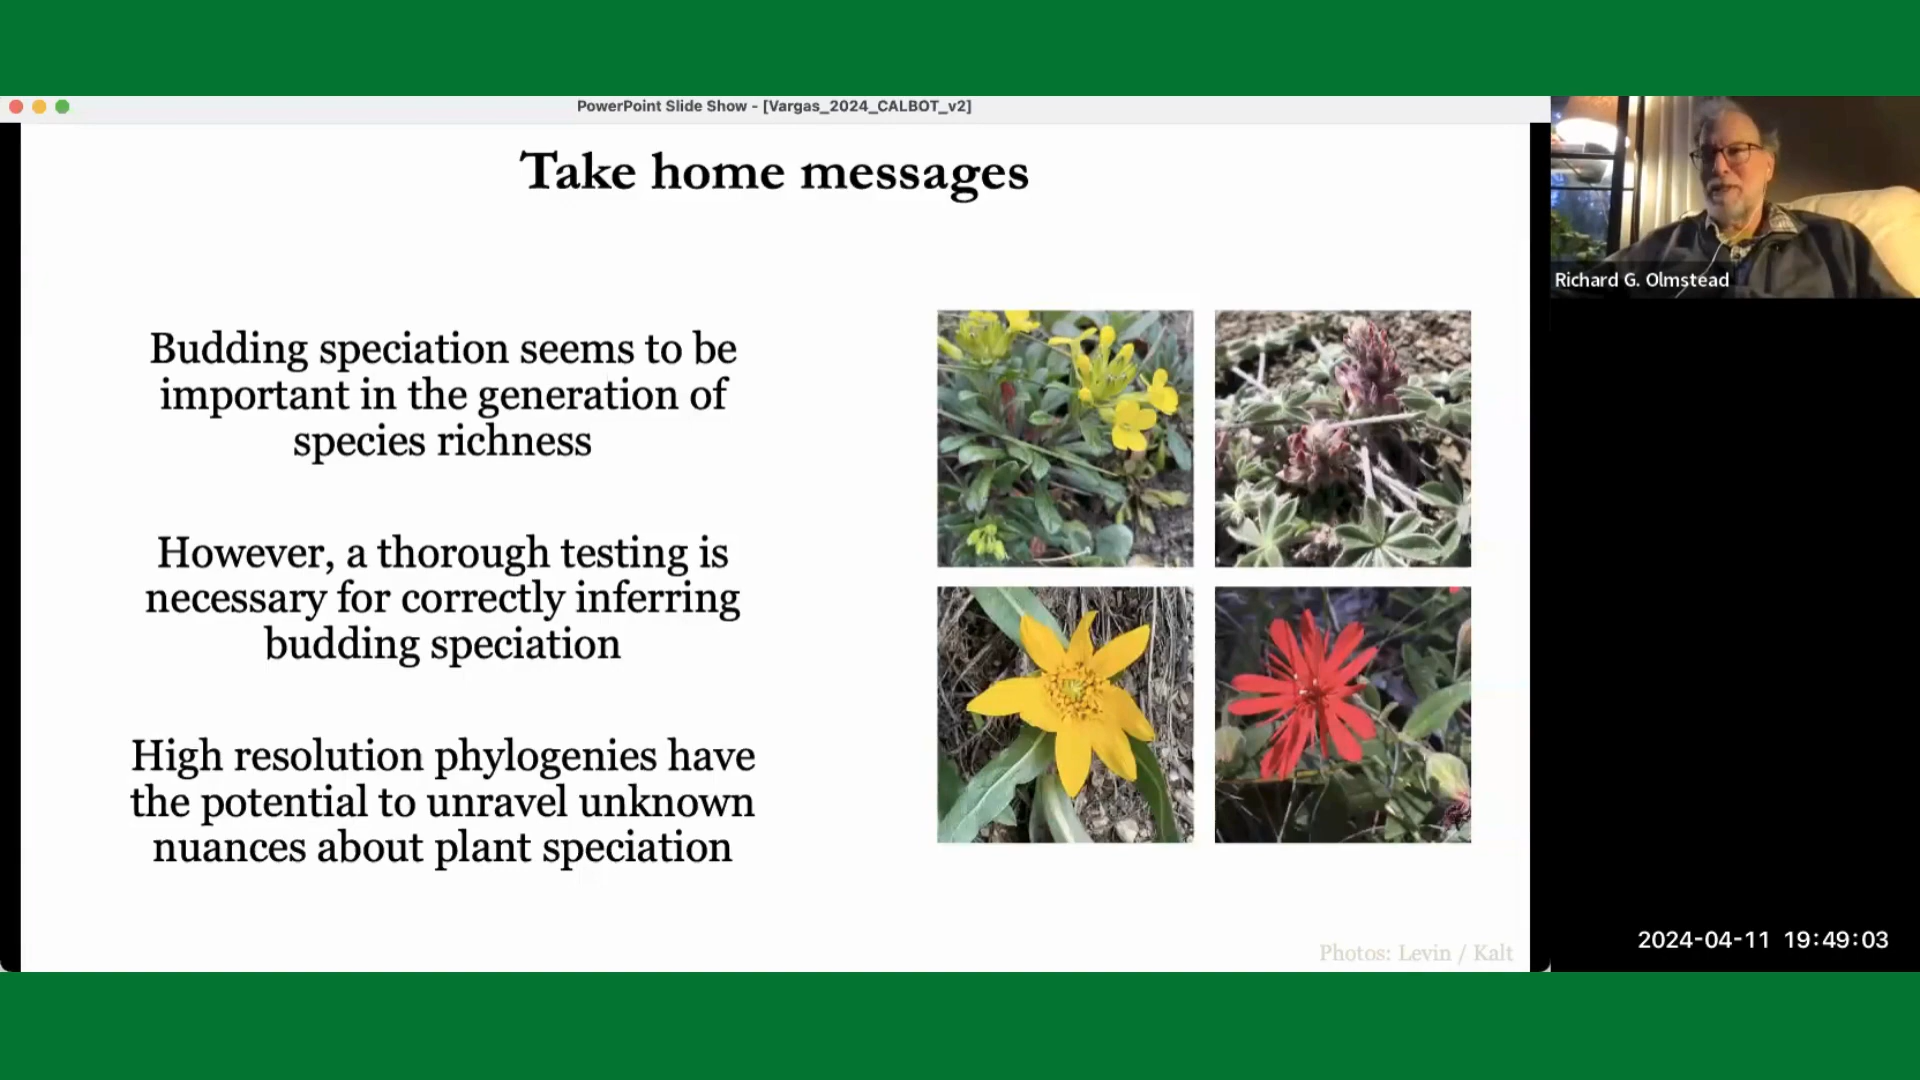 PowerPoint Slide Show - [Vargas_2024_CALBOT_v2]
Take home messages
Budding speciation seems to be
important in the generation of
species richness
However, a thorough testing is
necessary for correctly inferring
budding speciation
High resolution phylogenies have
the potential to unravel unknown
nuances about plant speciation
Photos: Levin / Kalt
Richard G. Olmstead
2024-04-11 19:49:03